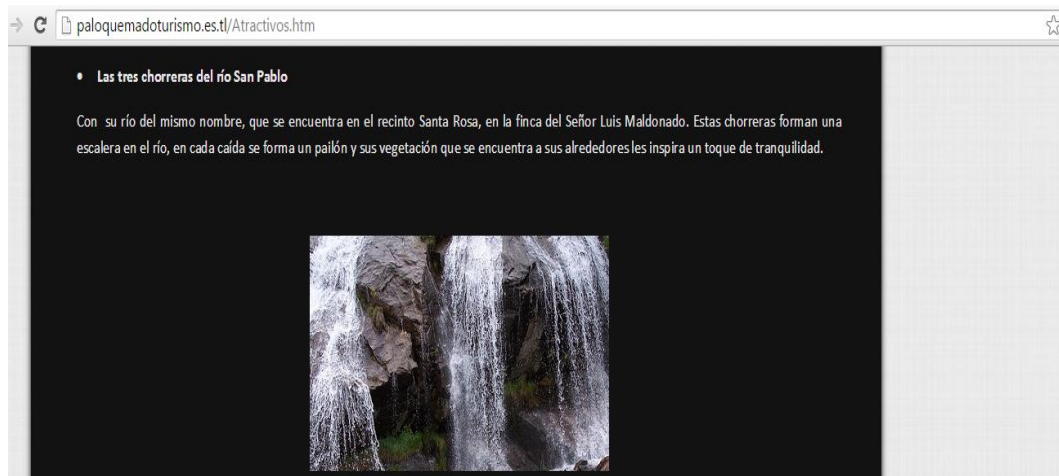 paloquemadoturismo.es.tl/Atractivos.htm
• Las tres chorreras del río San Pablo
Con su río del mismo nombre, que se encuentra en el recinto Santa Rosa, en la finca del Señor Luis Maldonado. Estas chorreras forman una
escalera en el río, en cada caída se forma un pailón y sus vegetación que se encuentra a sus alrededores les inspira un toque de tranquilidad.